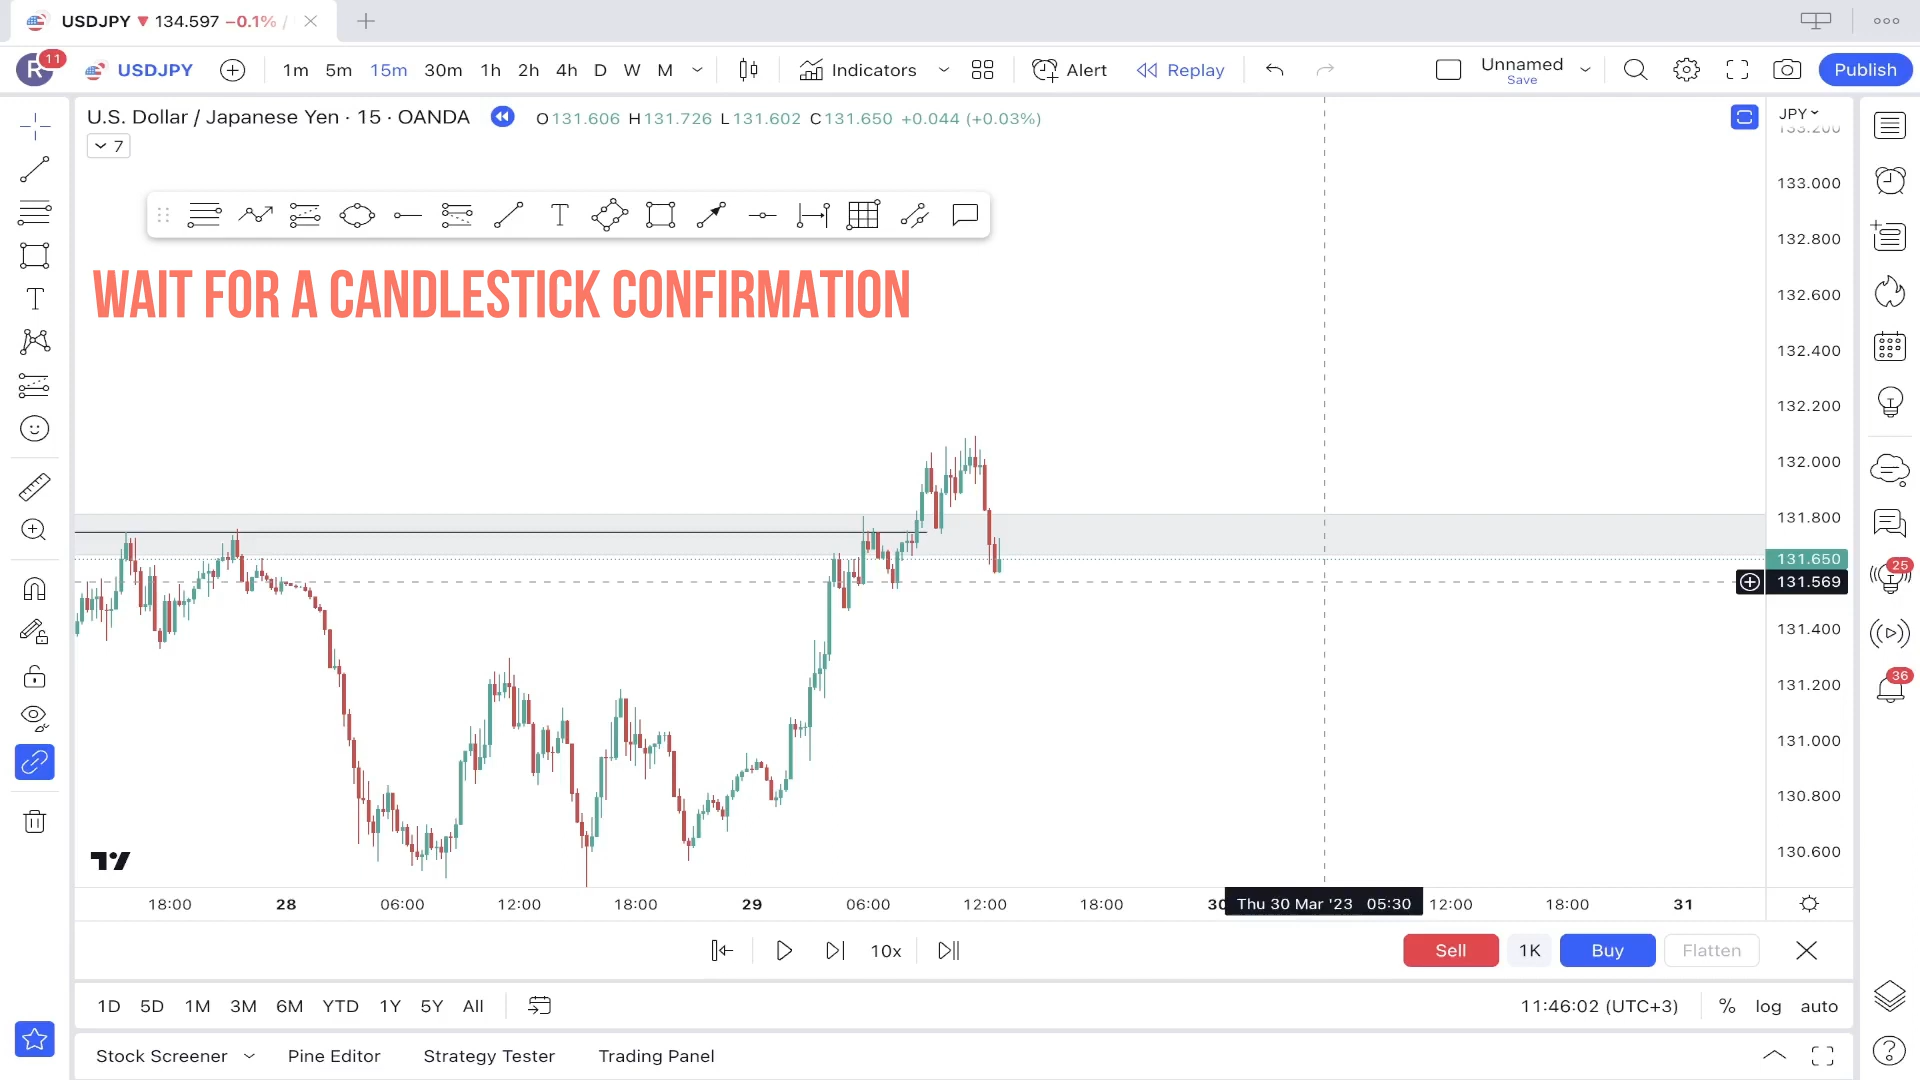 USDJPY 134.597 −0.1% /
R 11 USDJPY 1m 5m 15m 30m 1h 2h 4h D W M Indicators Alert Replay Unnamed Save Publish
U.S. Dollar / Japanese Yen · 15 · OANDA O131.606 H131.726 L131.602 C131.650 +0.044 (+0.03%)
JPY
133.200
7
133.000
T
132.800
WAIT FOR A CANDLESTICK CONFIRMATION
132.600
T
132.400
132.200
132.000
131.800
131.650
131.569
25
131.400
131.200
36
131.000
130.800
130.600
18:00 28 06:00 12:00 18:00 29 06:00 12:00 18:00 30 Thu 30 Mar '23 05:30 12:00 18:00 31
10x Sell 1K Buy Flatten
1D 5D 1M 3M 6M YTD 1Y 5Y All 11:46:02 (UTC+3) % log auto
Stock Screener Pine Editor Strategy Tester Trading Panel